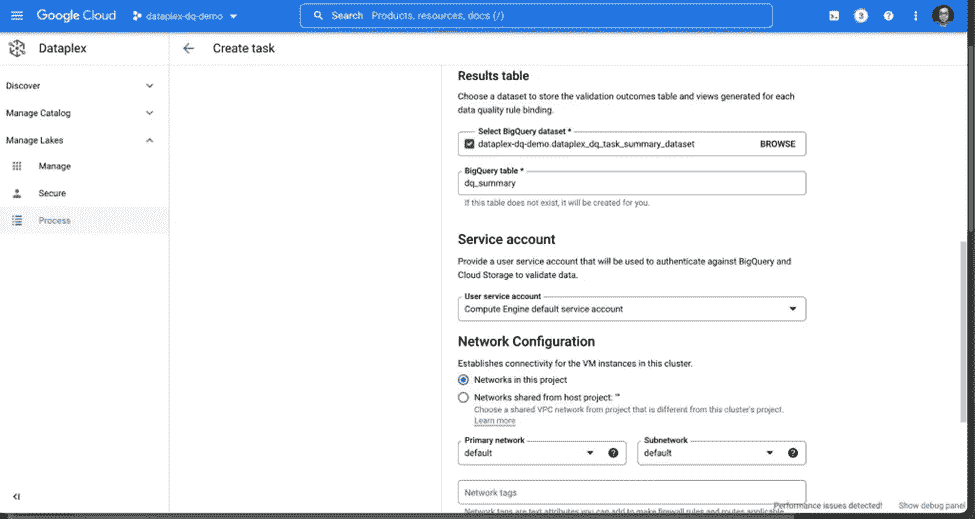 Google Cloud
dataplex-dq-demo
Search Products, resources, docs (/)
3
Dataplex
Create task
Discover
Manage Catalog
Manage Lakes
Manage
Secure
Process
Results table
Choose a dataset to store the validation outcomes table and views generated for each
data quality rule binding.
Select BigQuery dataset *
dataplex-dq-demo.dataplex_dq_task_summary_dataset
BROWSE
BigQuery table *
dq_summary
If this table does not exist, it will be created for you.
Service account
Provide a user service account that will be used to authenticate against BigQuery and
Cloud Storage to validate data.
User service account
Compute Engine default service account
Network Configuration
Establishes connectivity for the VM instances in this cluster.
Networks in this project
Networks shared from host project: ""
Choose a shared VPC network from project that is different from this cluster's project.
Learn more
Primary network
default
Subnetwork
default
Network tags
Network tags are text attributes you can add to make firewall rules and routes applicable
Performance issues detected!
Show debug panel